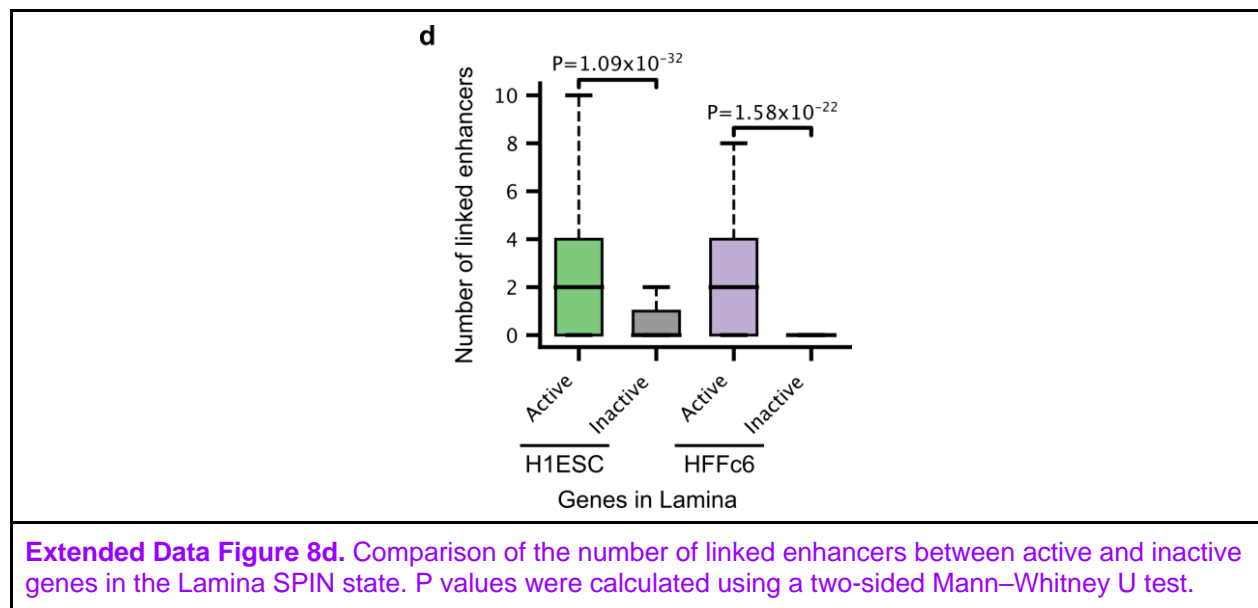 d
P=1.09x10⁻³²
P=1.58x10⁻²²
Number of linked enhancers
10
8
6
4
2
0
Active
Inactive
Active
Inactive
H1ESC
HFFc6
Genes in Lamina
Extended Data Figure 8d. Comparison of the number of linked enhancers between active and inactive
genes in the Lamina SPIN state. P values were calculated using a two-sided Mann–Whitney U test.